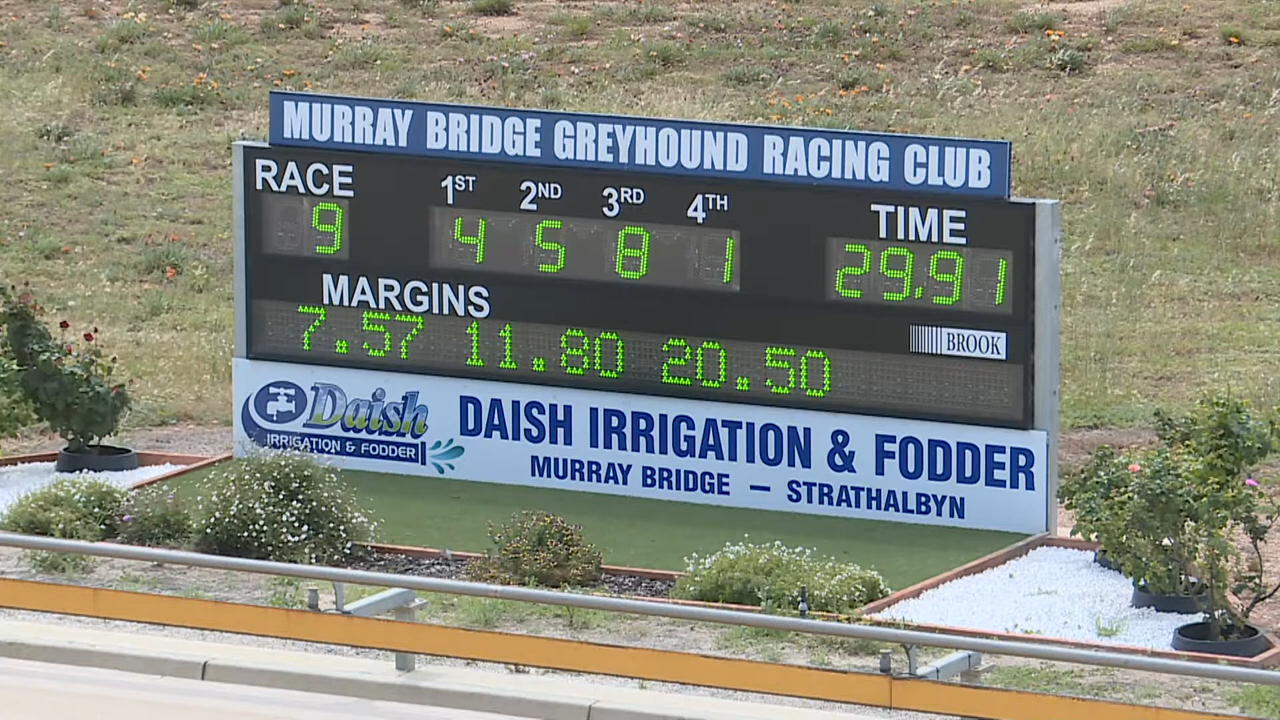 MURRAY BRIDGE GREYHOUND RACING CLUB
RACE 1ST 2ND 3RD 4TH TIME
9 4 5 8 1 29.91
MARGINS
7.57 11.80 20.50
BROOK
Daish
IRRIGATION & FODDER
DAISH IRRIGATION & FODDER
MURRAY BRIDGE – STRATHALBYN